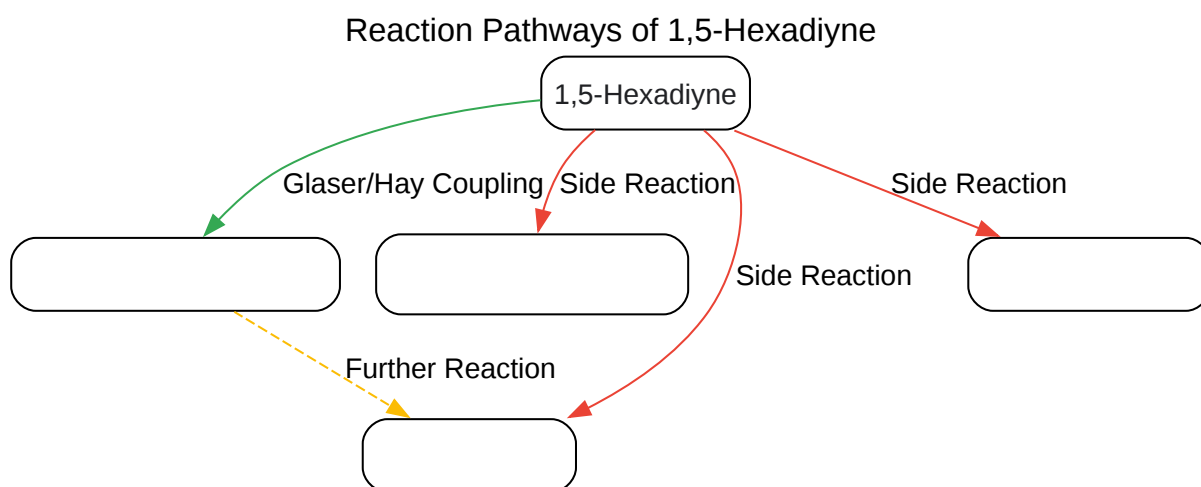 Reaction Pathways of 1,5-Hexadiyne
1,5-Hexadiyne
Glaser/Hay Coupling
Side Reaction
Side Reaction
Side Reaction
Further Reaction